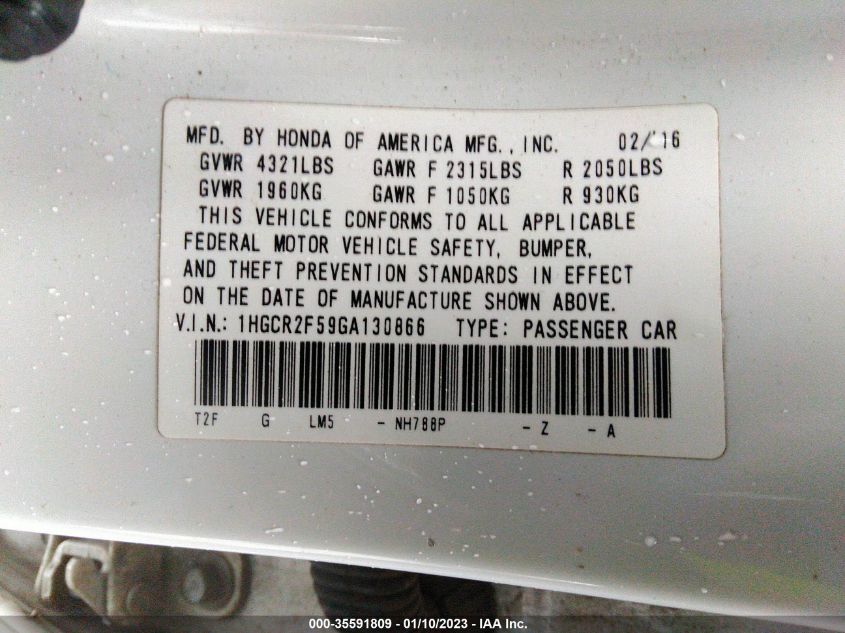 MFD. BY HONDA OF AMERICA MFG., INC. 02/'16
GVWR 4321LBS GAWR F 2315LBS R 2050LBS
GVWR 1960KG GAWR F 1050KG R 930KG
THIS VEHICLE CONFORMS TO ALL APPLICABLE
FEDERAL MOTOR VEHICLE SAFETY, BUMPER,
AND THEFT PREVENTION STANDARDS IN EFFECT
ON THE DATE OF MANUFACTURE SHOWN ABOVE.
V.I.N.: 1HGCR2F59GA130866 TYPE: PASSENGER CAR
T2F G LM5 - NH788P - Z - A
000-35591809 - 01/10/2023 - © IAA Inc.